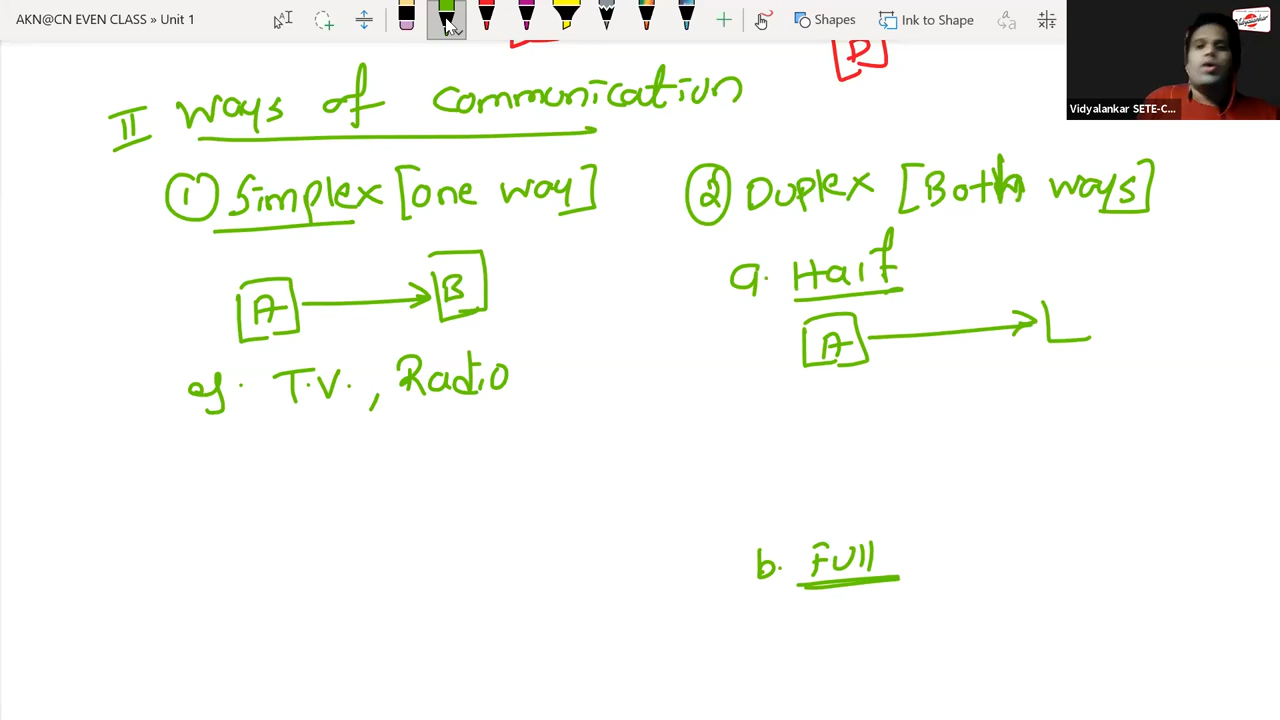 AKN@CN EVEN CLASS » Unit 1
Shapes
Ink to Shape
Vidyalankar SETE-C...
D
II Ways of communication
① Simplex [one way]
A B
eg. T.V., Radio
② Duplex [Both ways]
a. Half
A
b. Full